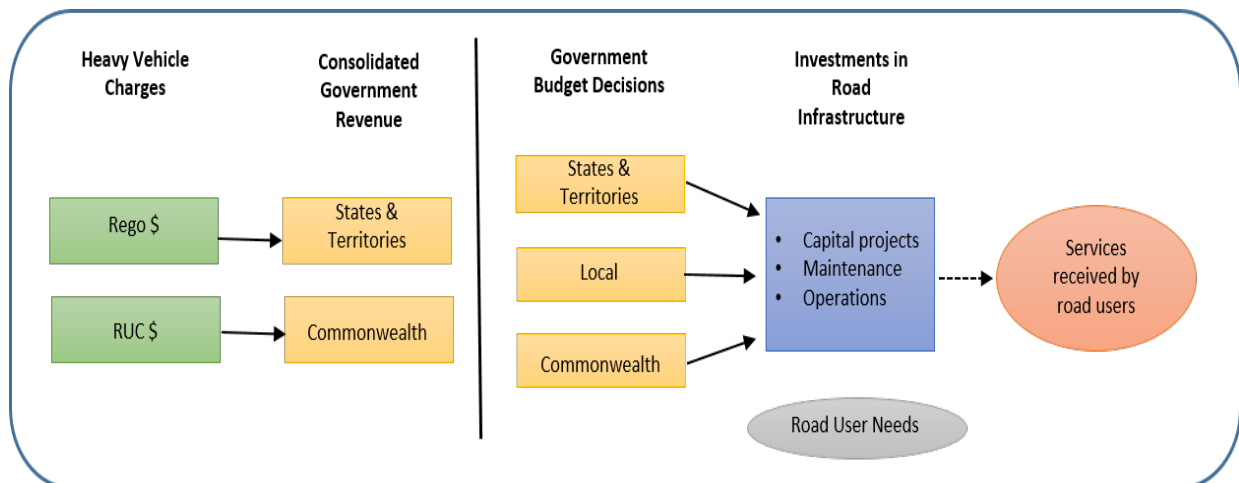 Heavy Vehicle
Charges
Consolidated
Government
Revenue
Government
Budget Decisions
Investments in
Road
Infrastructure
Rego $
States &
Territories
RUC $
Commonwealth
States &
Territories
Local
Commonwealth
• Capital projects
• Maintenance
• Operations
Services
received by
road users
Road User Needs